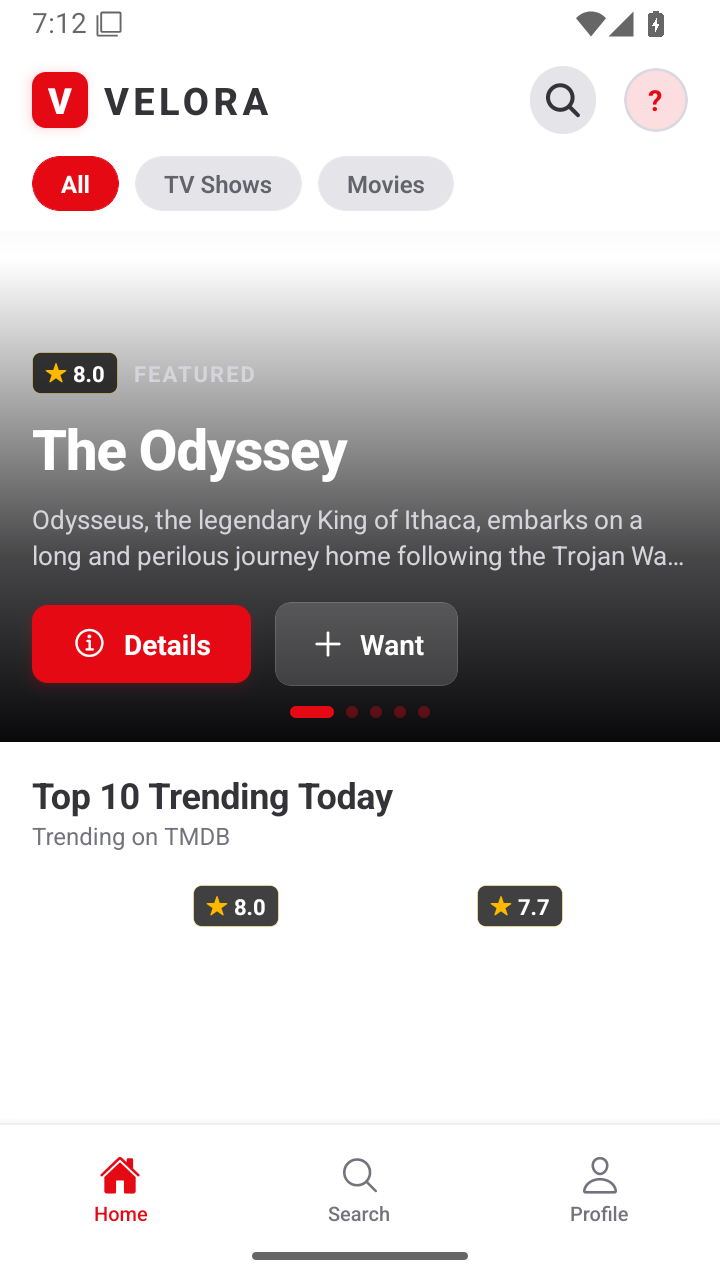 7:12
V VELORA
?
All TV Shows Movies
8.0 FEATURED
The Odyssey
Odysseus, the legendary King of Ithaca, embarks on a
long and perilous journey home following the Trojan Wa...
Details Want
Top 10 Trending Today
Trending on TMDB
8.0 7.7
Home Search Profile